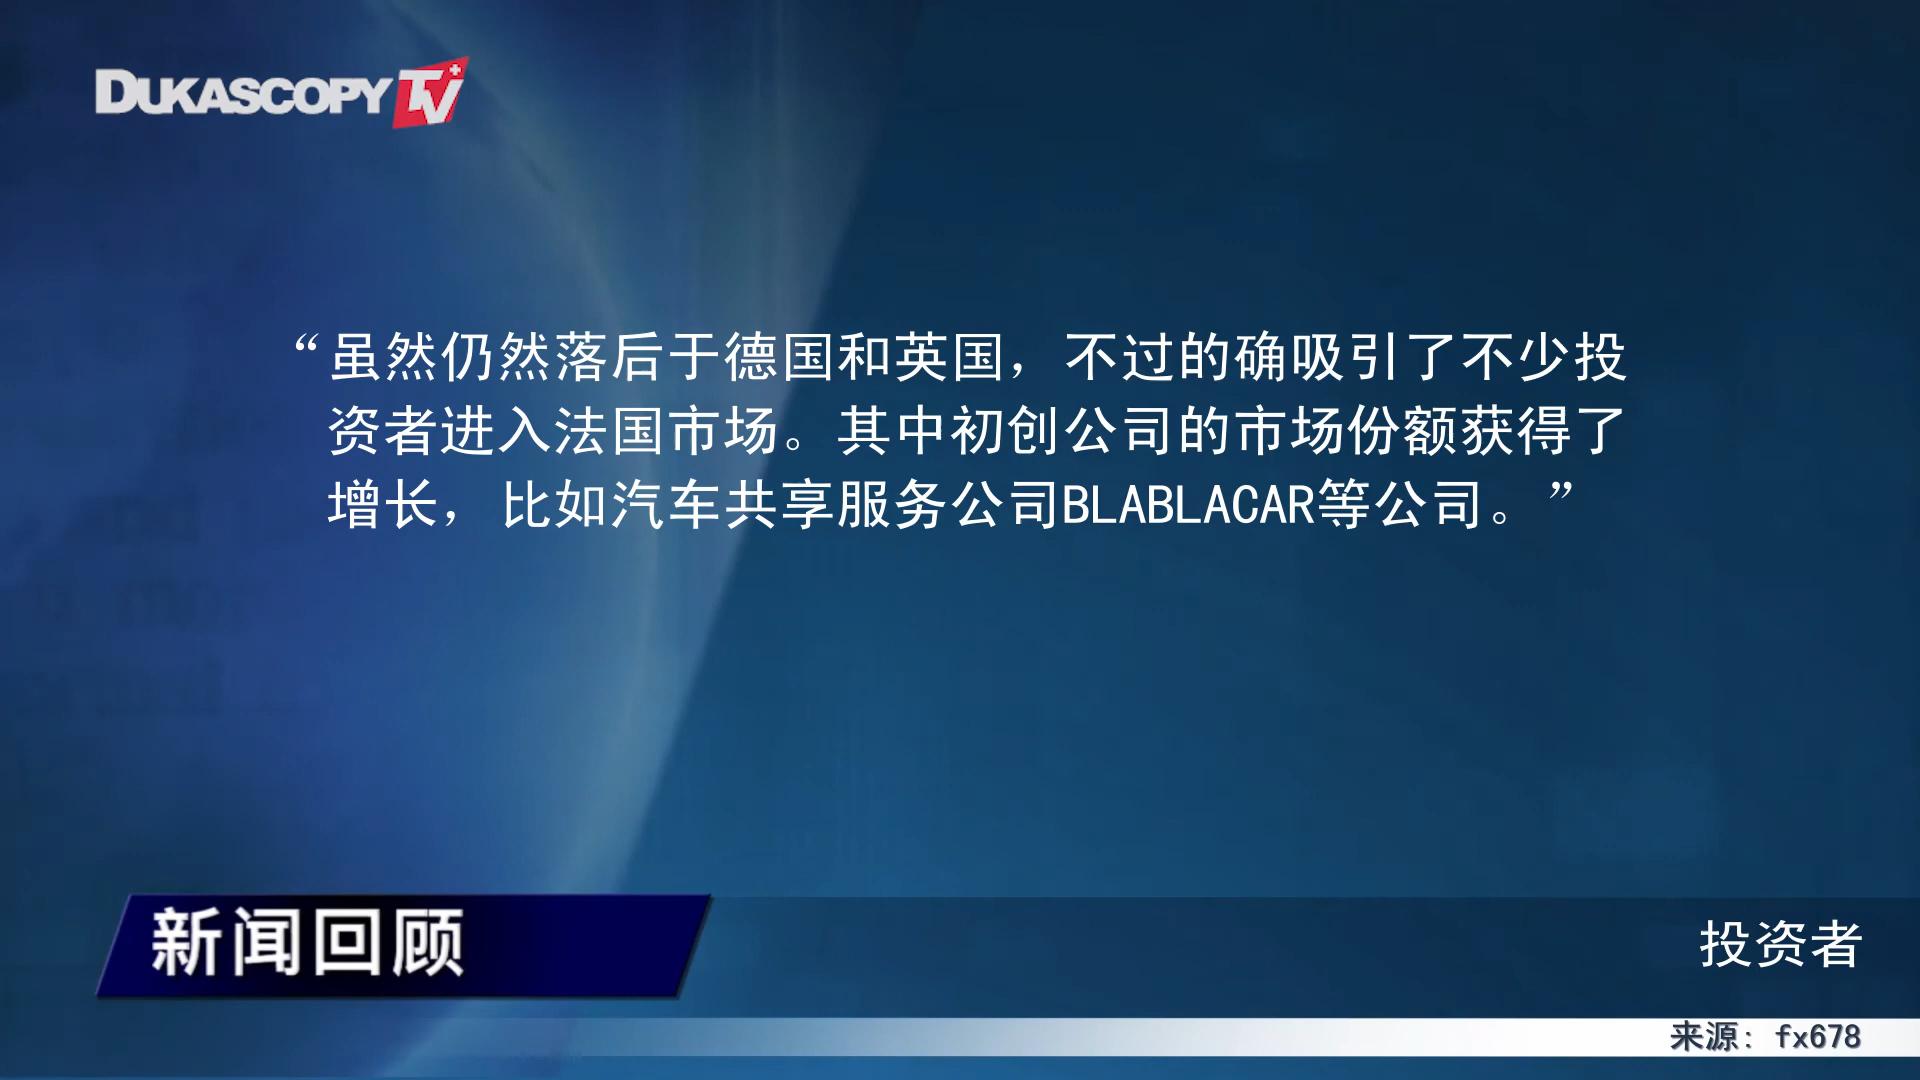 DUKASCOPY TV
“虽然仍然落后于德国和英国，不过的确吸引了不少投
资者进入法国市场。其中初创公司的市场份额获得了
增长，比如汽车共享服务公司BLABLACAR等公司。”
新闻回顾
投资者
来源：fx678